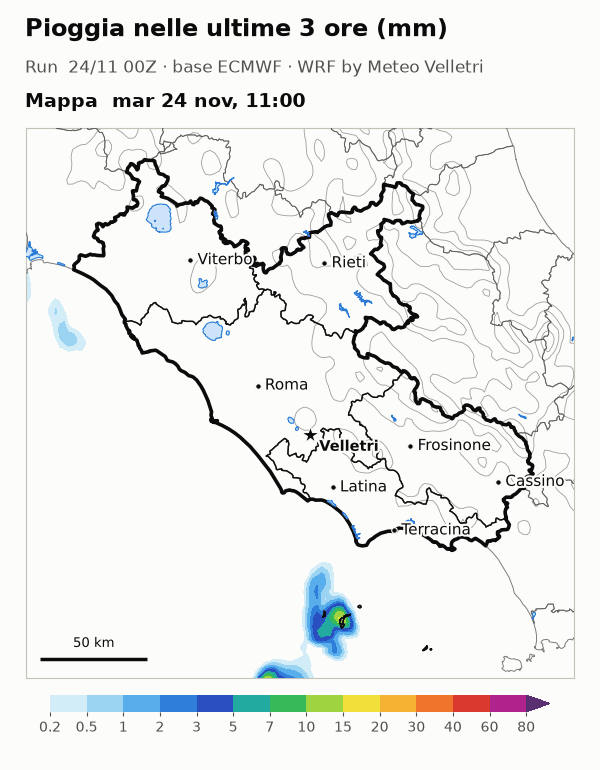 Pioggia nelle ultime 3 ore (mm)
Run  24/11 00Z · base ECMWF · WRF by Meteo Velletri
Mappa  mar 24 nov, 11:00
Viterbo
Rieti
Roma
Velletri
Frosinone
Latina
Cassino
Terracina
50 km
0.2 0.5 1 2 3 5 7 10 15 20 30 40 60 80